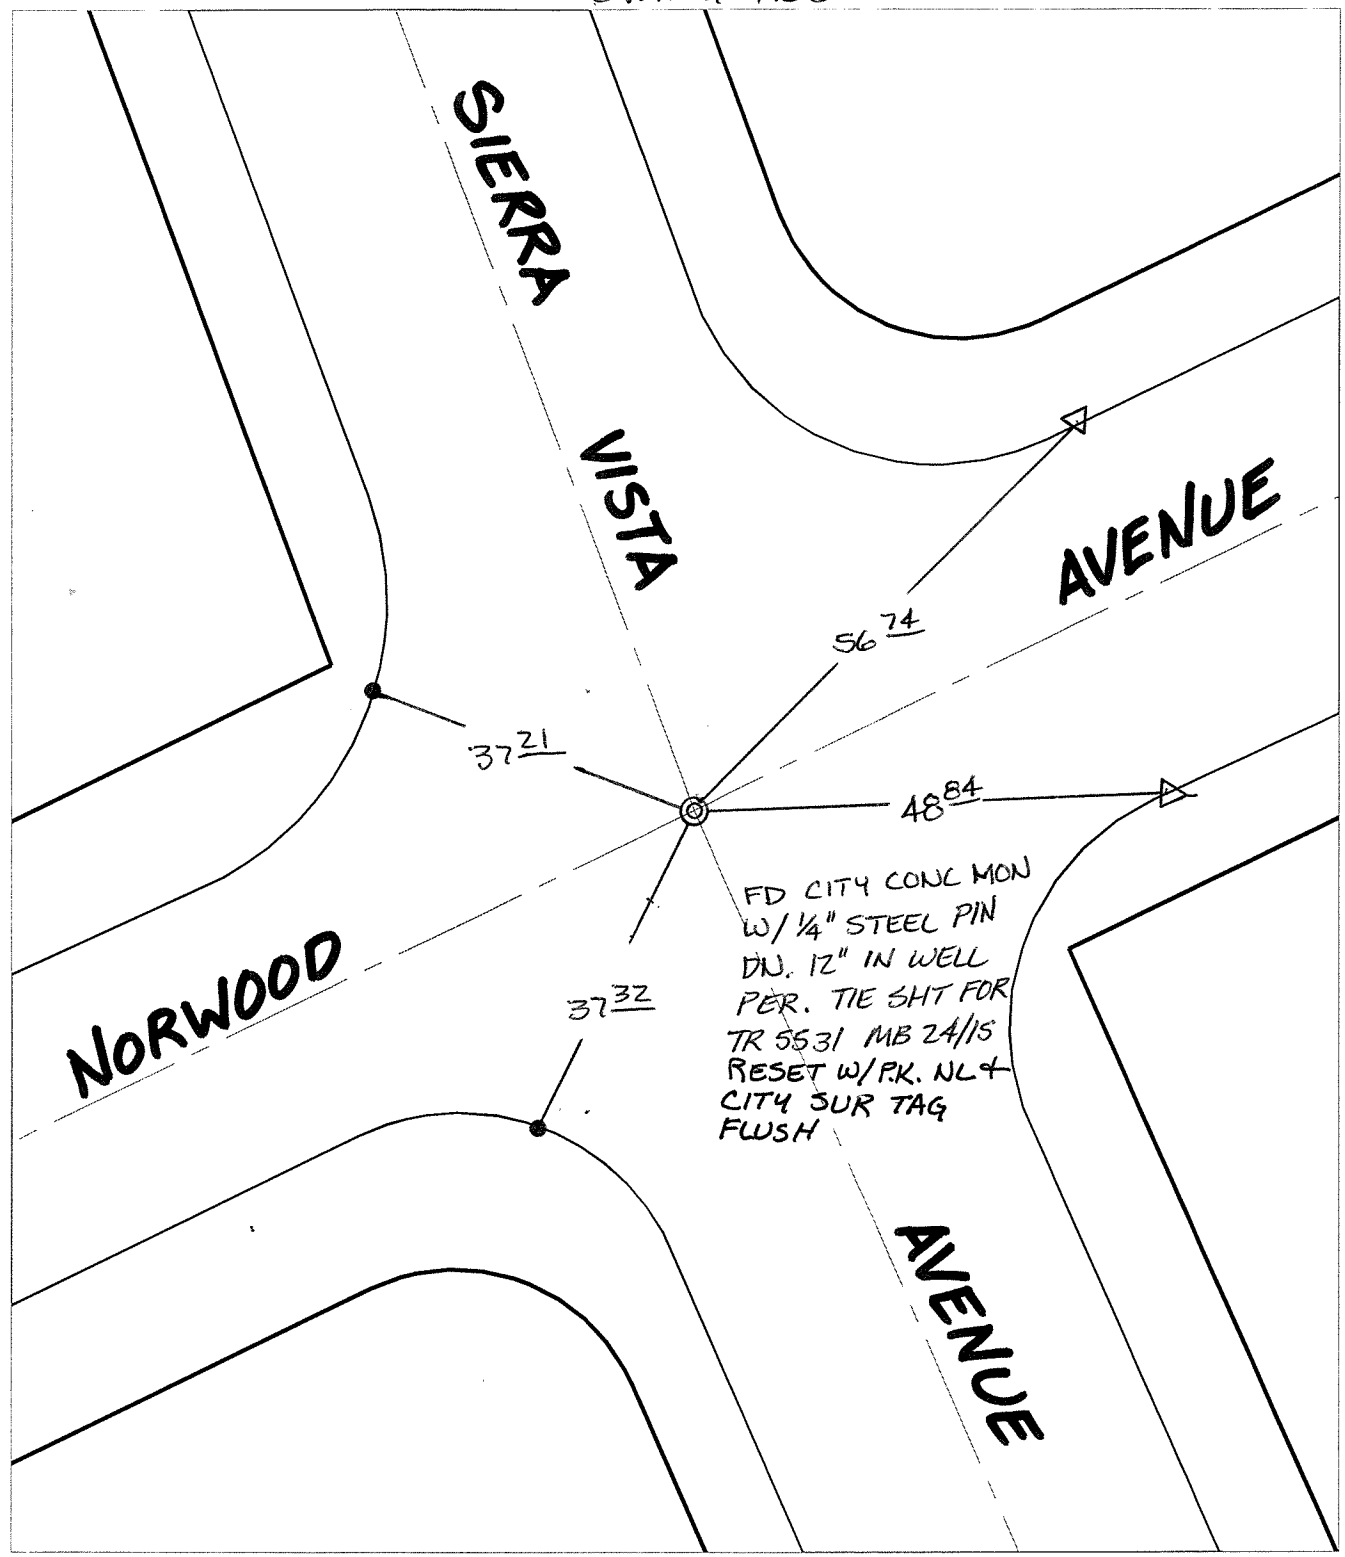 SIERRA
VISTA
AVENUE
56 74
37 21
48 84
FD CITY CONC MON
W/ 1/4" STEEL PIN
DN. 12" IN WELL
PER. TIE SHT FOR
TR 5531 MB 24/15
RESET W/P.K. NL &
CITY SUR TAG
FLUSH
NORWOOD
37 32
AVENUE